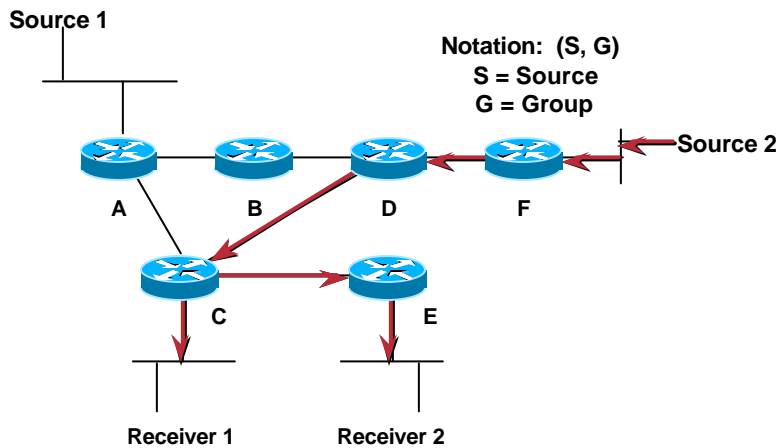 Source 1
Notation: (S, G)
S = Source
G = Group
Source 2
A
B
D
F
C
E
Receiver 1
Receiver 2